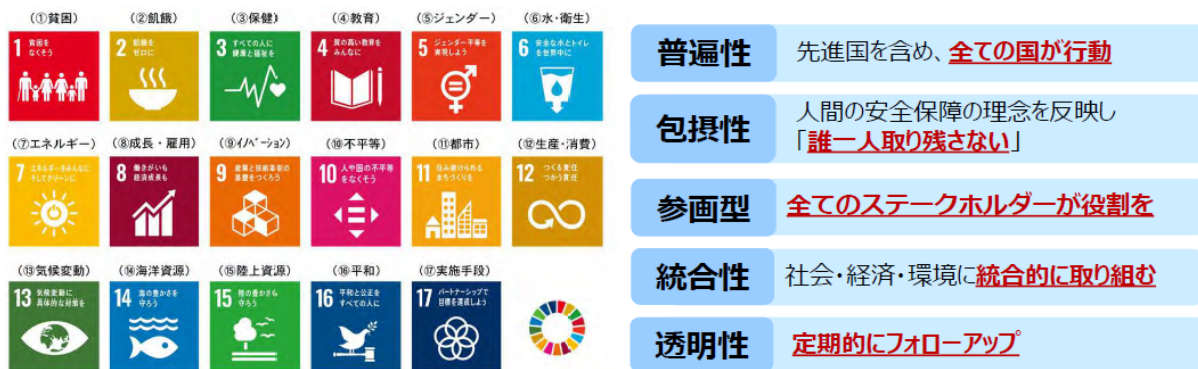 (①貧困)
(②飢餓)
(③保健)
(④教育)
(⑤ジェンダー)
(⑥水・衛生)
1 貧困を
なくそう
2 飢餓を
ゼロに
3 すべての人に
健康と福祉を
4 質の高い教育を
みんなに
5 ジェンダー平等を
実現しよう
6 安全な水とトイレ
を世界中に
(⑦エネルギー)
(⑧成長・雇用)
(⑨イノベーション)
(⑩不平等)
(⑪都市)
(⑫生産・消費)
7 エネルギーをみんなに
そしてクリーンに
8 働きがいも
経済成長も
9 産業と技術革新の
基盤をつくろう
10 人や国の不平等
をなくそう
11 住み続けられる
まちづくりを
12 つくる責任
つかう責任
(⑬気候変動)
(⑭海洋資源)
(⑮陸上資源)
(⑯平和)
(⑰実施手段)
13 気候変動に
具体的な対策を
14 海の豊かさを
守ろう
15 陸の豊かさも
守ろう
16 平和と公正を
すべての人に
17 パートナーシップで
目標を達成しよう
普遍性 先進国を含め、全ての国が行動
包摂性 人間の安全保障の理念を反映し
「誰一人取り残さない」
参画型 全てのステークホルダーが役割を
統合性 社会・経済・環境に統合的に取り組む
透明性 定期的にフォローアップ